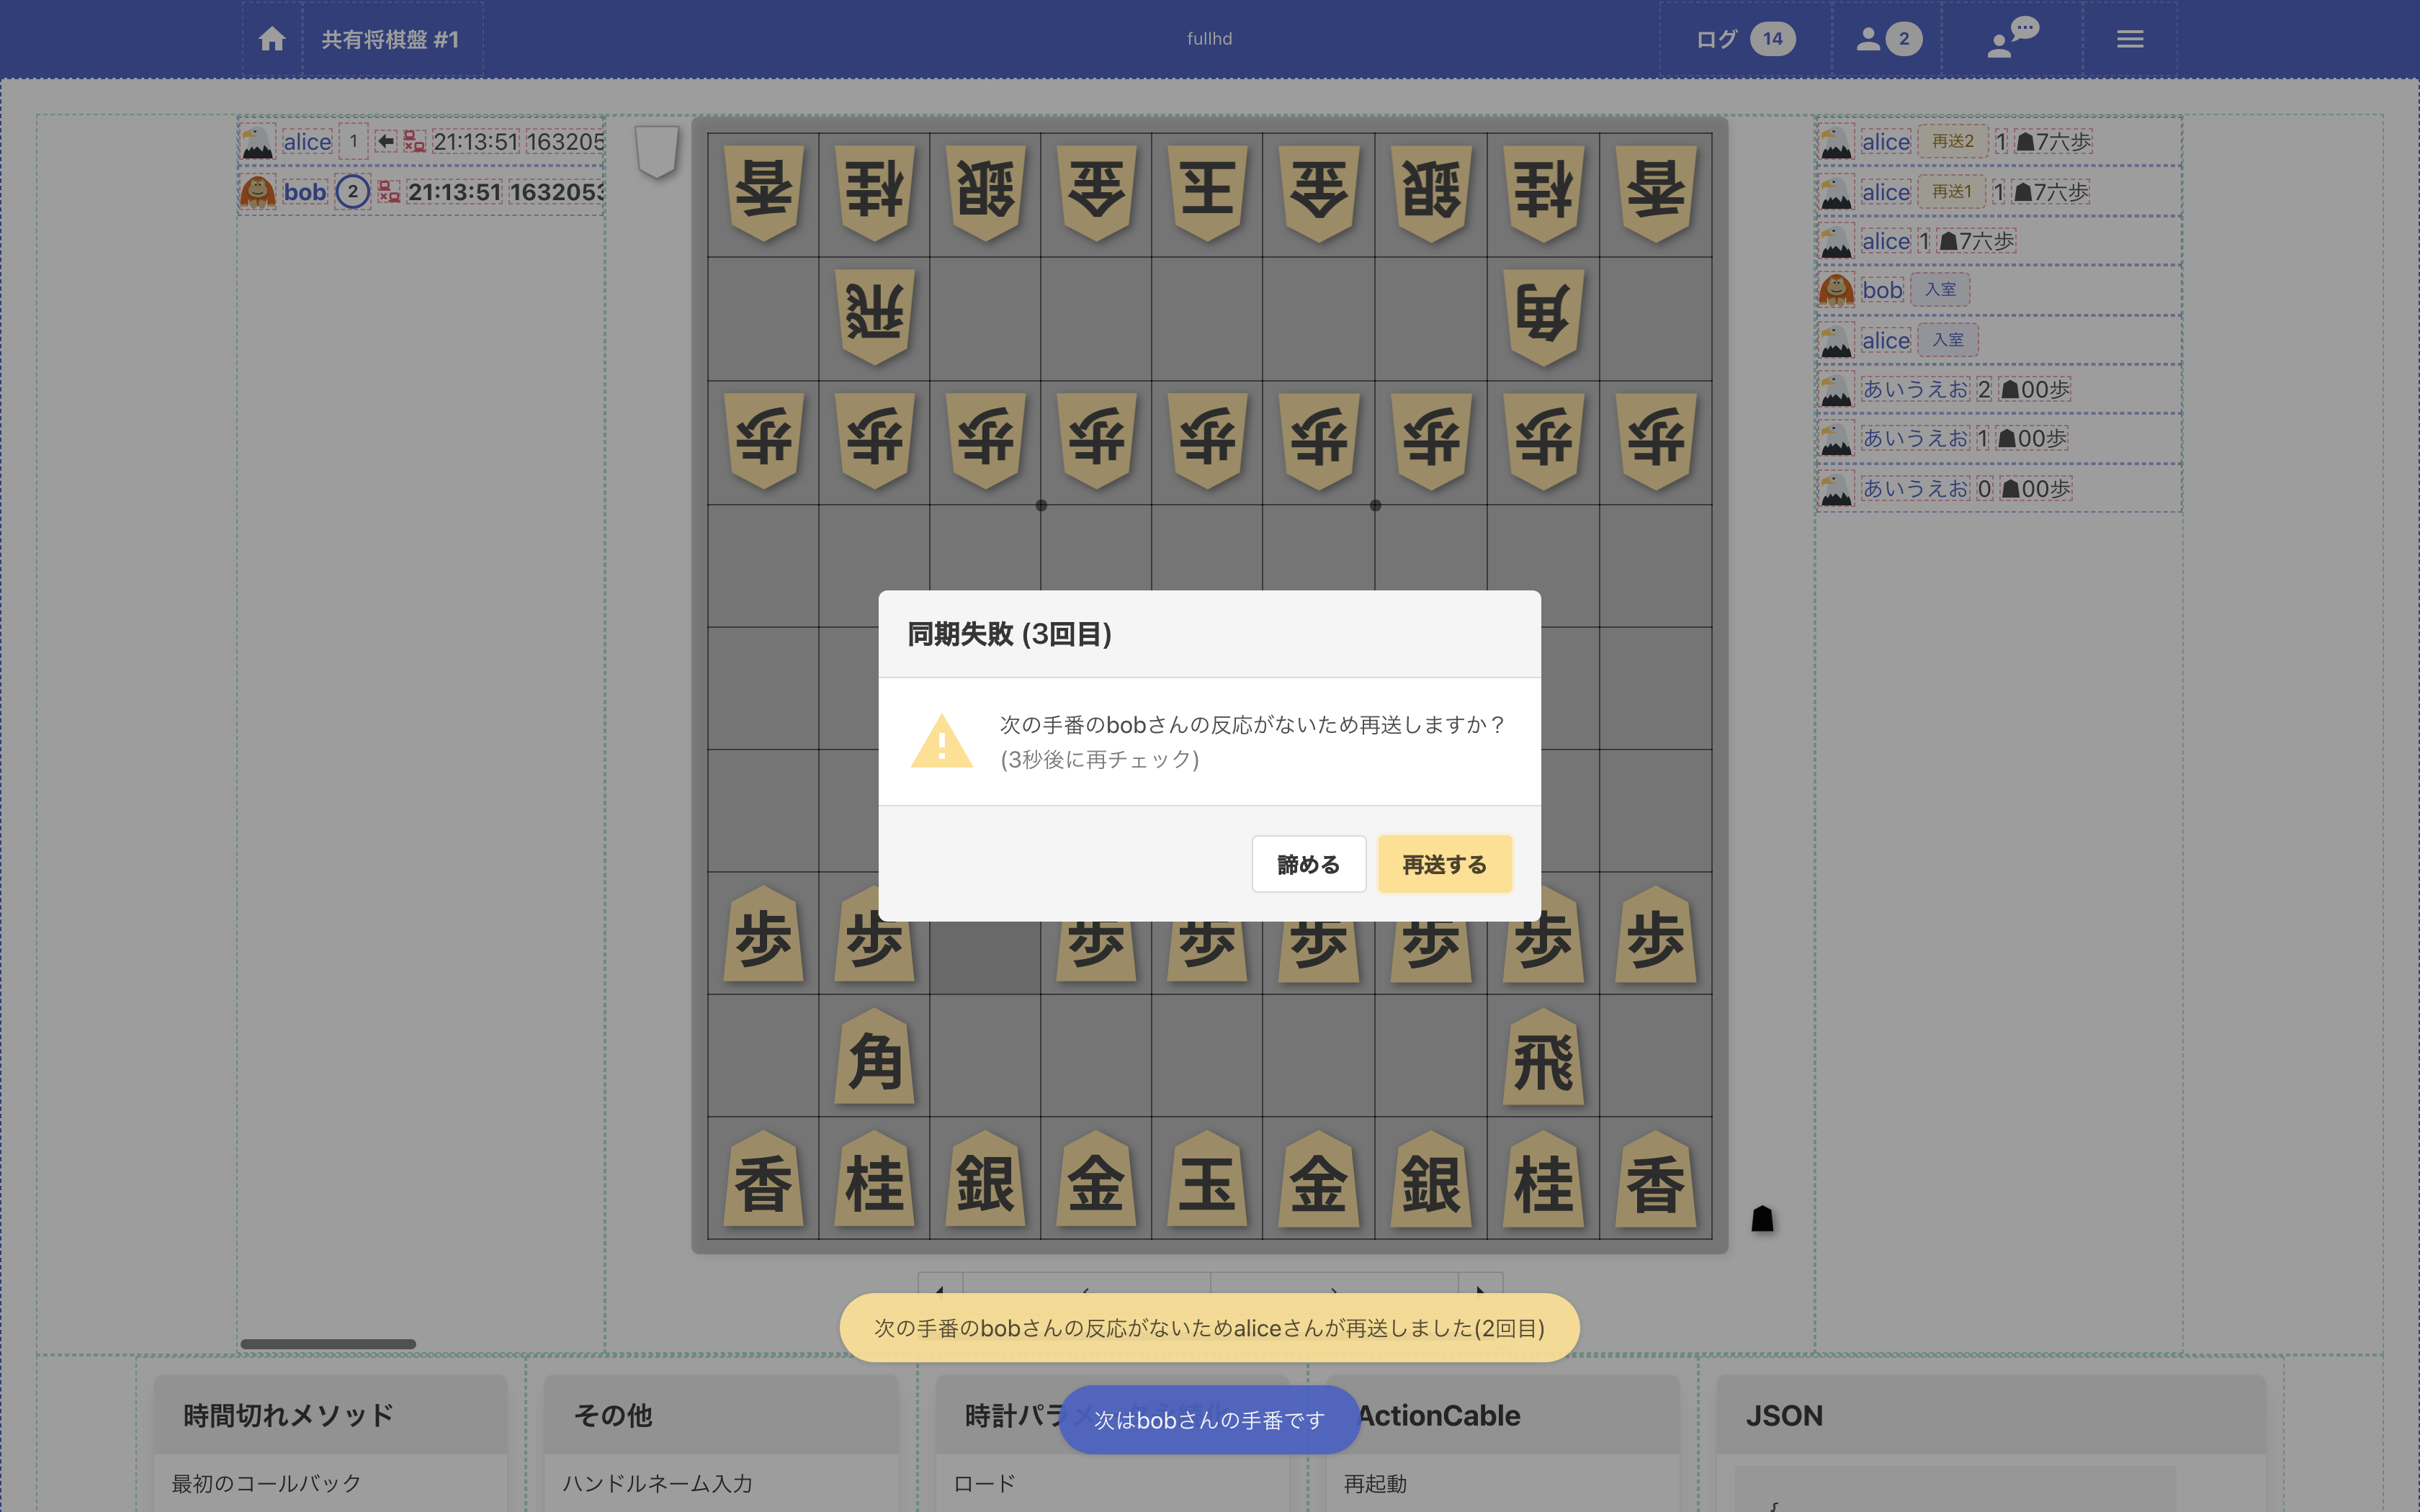 共有将棋盤 #1
fullhd
ログ 14
2
alice 1 21:13:51 163205
bob 2 21:13:51 1632053
alice 再送2 1 ☗7六歩
alice 再送1 1 ☗7六歩
alice 1 ☗7六歩
bob 入室
alice 入室
あいうえお 2 ☗00歩
あいうえお 1 ☗00歩
あいうえお 0 ☗00歩
香 桂 銀 金 玉 金 銀 桂 香
飛 角
歩 歩 歩 歩 歩 歩 歩 歩 歩
同期失敗 (3回目)
次の手番のbobさんの反応がないため再送しますか？
(3秒後に再チェック)
諦める 再送する
歩 歩 歩 歩 歩 歩 歩 歩
角 飛
香 桂 銀 金 玉 金 銀 桂 香
次の手番のbobさんの反応がないためaliceさんが再送しました(2回目)
次はbobさんの手番です
時間切れメソッド
その他
時計パラ
ActionCable
JSON
最初のコールバック
ハンドルネーム入力
ロード
再起動
{